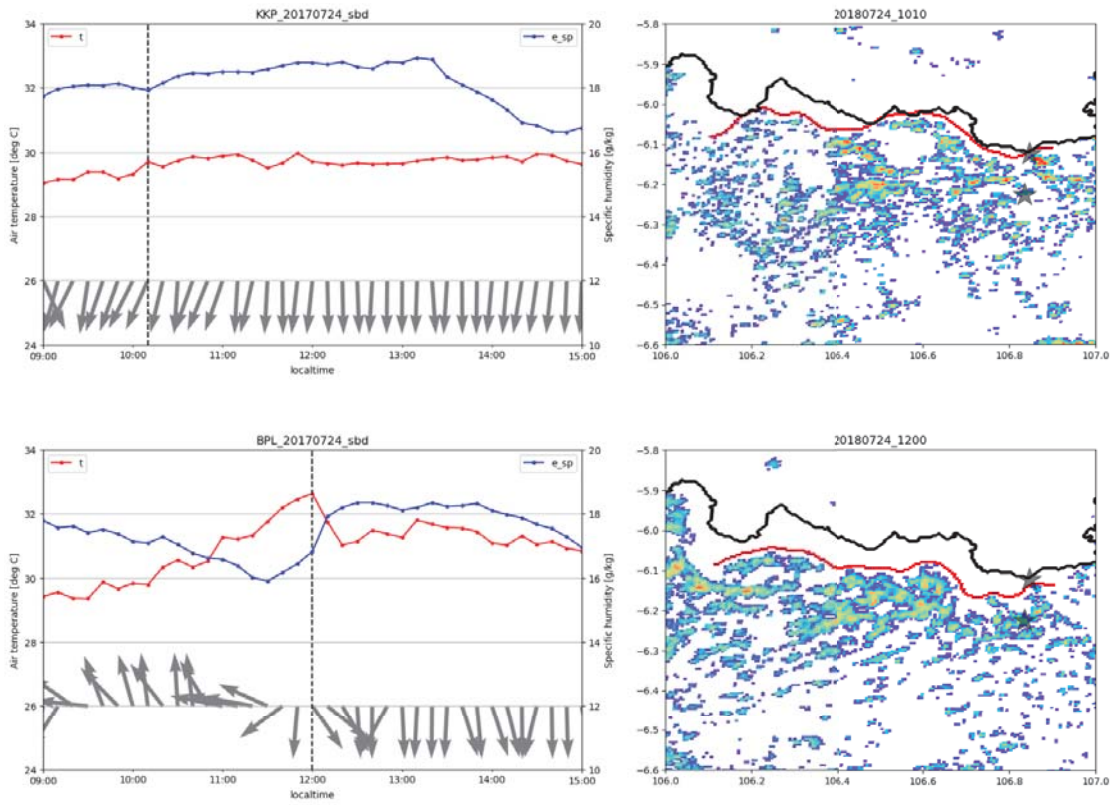 KKP_20170724_sbd
34
32
30
28
26
24
Air temperature [deg C]
t
e_sp
20
18
16
14
12
10
Specific humidity [g/kg]
09:00 10:00 11:00 12:00 13:00 14:00 15:00
localtime
20180724_1010
−5.8
−5.9
−6.0
−6.1
−6.2
−6.3
−6.4
−6.5
−6.6
106.0 106.2 106.4 106.6 106.8 107.0
BPL_20170724_sbd
34
32
30
28
26
24
Air temperature [deg C]
t
e_sp
20
18
16
14
12
10
Specific humidity [g/kg]
09:00 10:00 11:00 12:00 13:00 14:00 15:00
localtime
20180724_1200
−5.8
−5.9
−6.0
−6.1
−6.2
−6.3
−6.4
−6.5
−6.6
106.0 106.2 106.4 106.6 106.8 107.0